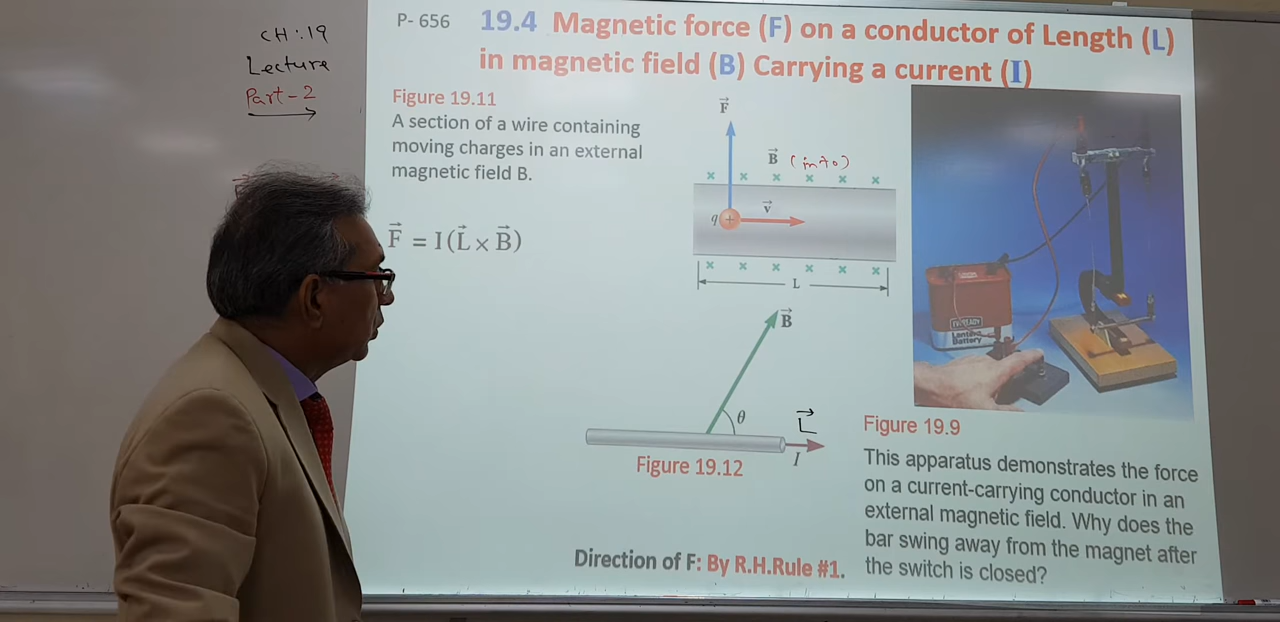 CH:19
Lecture
Part-2
P- 656
19.4 Magnetic force (F) on a conductor of Length (L)
in magnetic field (B) Carrying a current (I)
Figure 19.11
A section of a wire containing
moving charges in an external
magnetic field B.
F⃗ = I(L⃗ × B⃗)
F⃗
B⃗ (into)
× × × × × ×
q + v⃗
× × × × × ×
L
B⃗
θ
L⃗
I
Figure 19.12
Direction of F: By R.H.Rule #1.
EVEREADY
Lantern
Battery
Figure 19.9
This apparatus demonstrates the force
on a current-carrying conductor in an
external magnetic field. Why does the
bar swing away from the magnet after
the switch is closed?